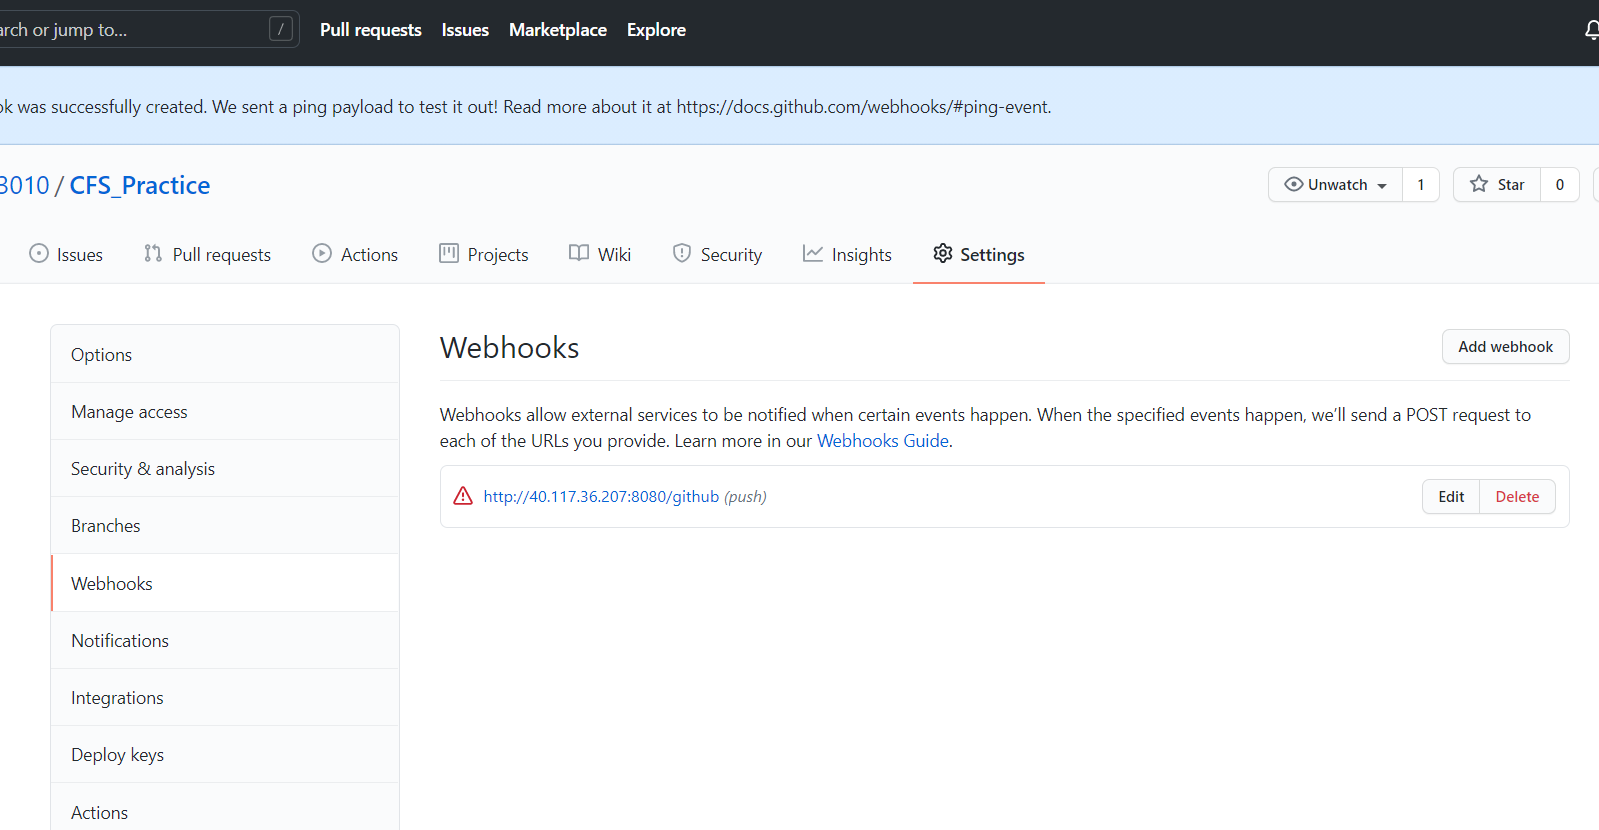 or jump to... /
Pull requests Issues Marketplace Explore
was successfully created. We sent a ping payload to test it out! Read more about it at https://docs.github.com/webhooks/#ping-event.
3010 / CFS_Practice
Unwatch 1 Star 0
Issues Pull requests Actions Projects Wiki Security Insights Settings
Options
Manage access
Security & analysis
Branches
Webhooks
Notifications
Integrations
Deploy keys
Actions
Webhooks
Add webhook
Webhooks allow external services to be notified when certain events happen. When the specified events happen, we’ll send a POST request to
each of the URLs you provide. Learn more in our Webhooks Guide.
http://40.117.36.207:8080/github (push)
Edit Delete